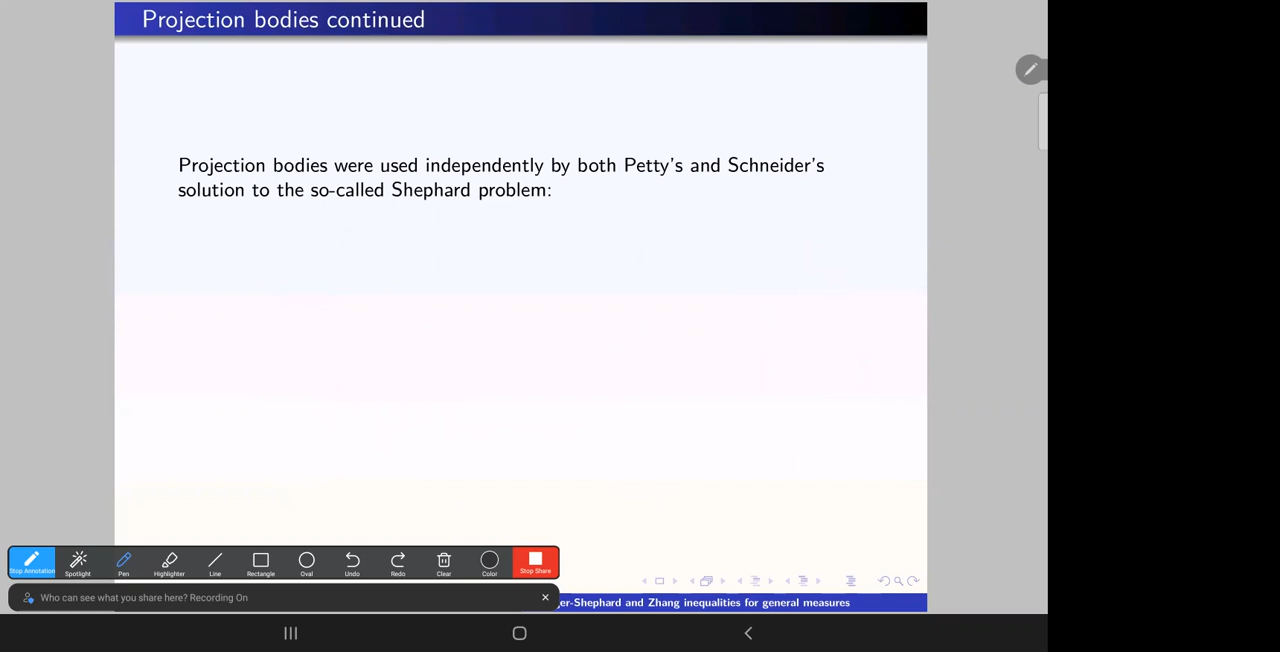 Projection bodies continued
Projection bodies were used independently by both Petty's and Schneider's
solution to the so-called Shephard problem:
Stop Annotation
Spotlight
Pen
Highlighter
Line
Rectangle
Oval
Undo
Redo
Clear
Color
Stop Share
Who can see what you share here? Recording On
er-Shephard and Zhang inequalities for general measures